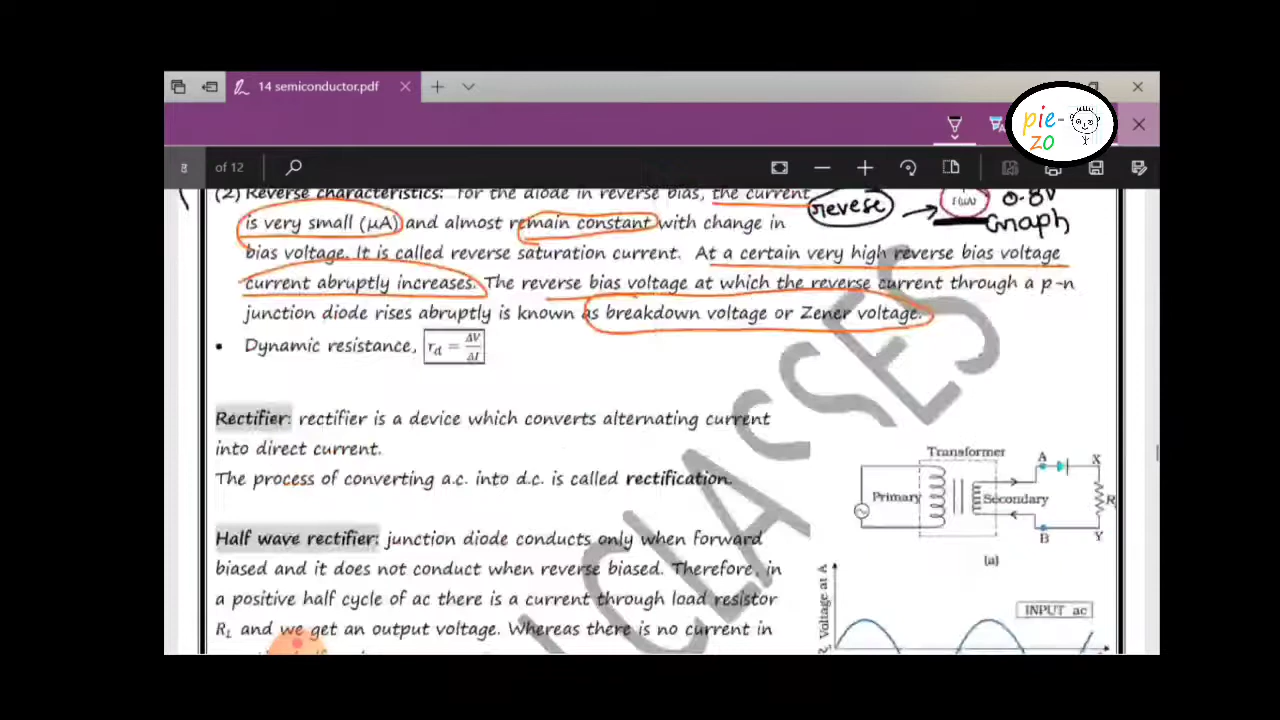 14 semiconductor.pdf
pie-
zo
8 of 12
(2) Reverse characteristics: For the diode in reverse bias, the current
is very small (μA) and almost remain constant with change in
bias voltage. It is called reverse saturation current. At a certain very high reverse bias voltage
current abruptly increases. The reverse bias voltage at which the reverse current through a p-n
junction diode rises abruptly is known as breakdown voltage or Zener voltage.
revese
I (μA)
0.8V
Graph
• Dynamic resistance, r_d = ΔV/ΔI
Rectifier: rectifier is a device which converts alternating current
into direct current.
The process of converting a.c. into d.c. is called rectification.
Transformer
Primary
Secondary
A
X
R
B
Y
(a)
Half wave rectifier: junction diode conducts only when forward
biased and it does not conduct when reverse biased. Therefore, in
a positive half cycle of ac there is a current through load resistor
R_L and we get an output voltage. Whereas there is no current in
Voltage at A
INPUT ac
CLASSES